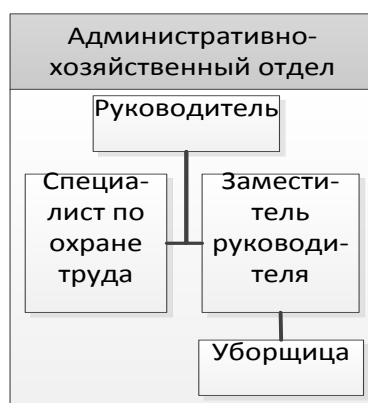 Административно-
хозяйственный отдел
Руководитель
Специа-
лист по
охране
труда
Замести-
тель
руководи-
теля
Уборщица